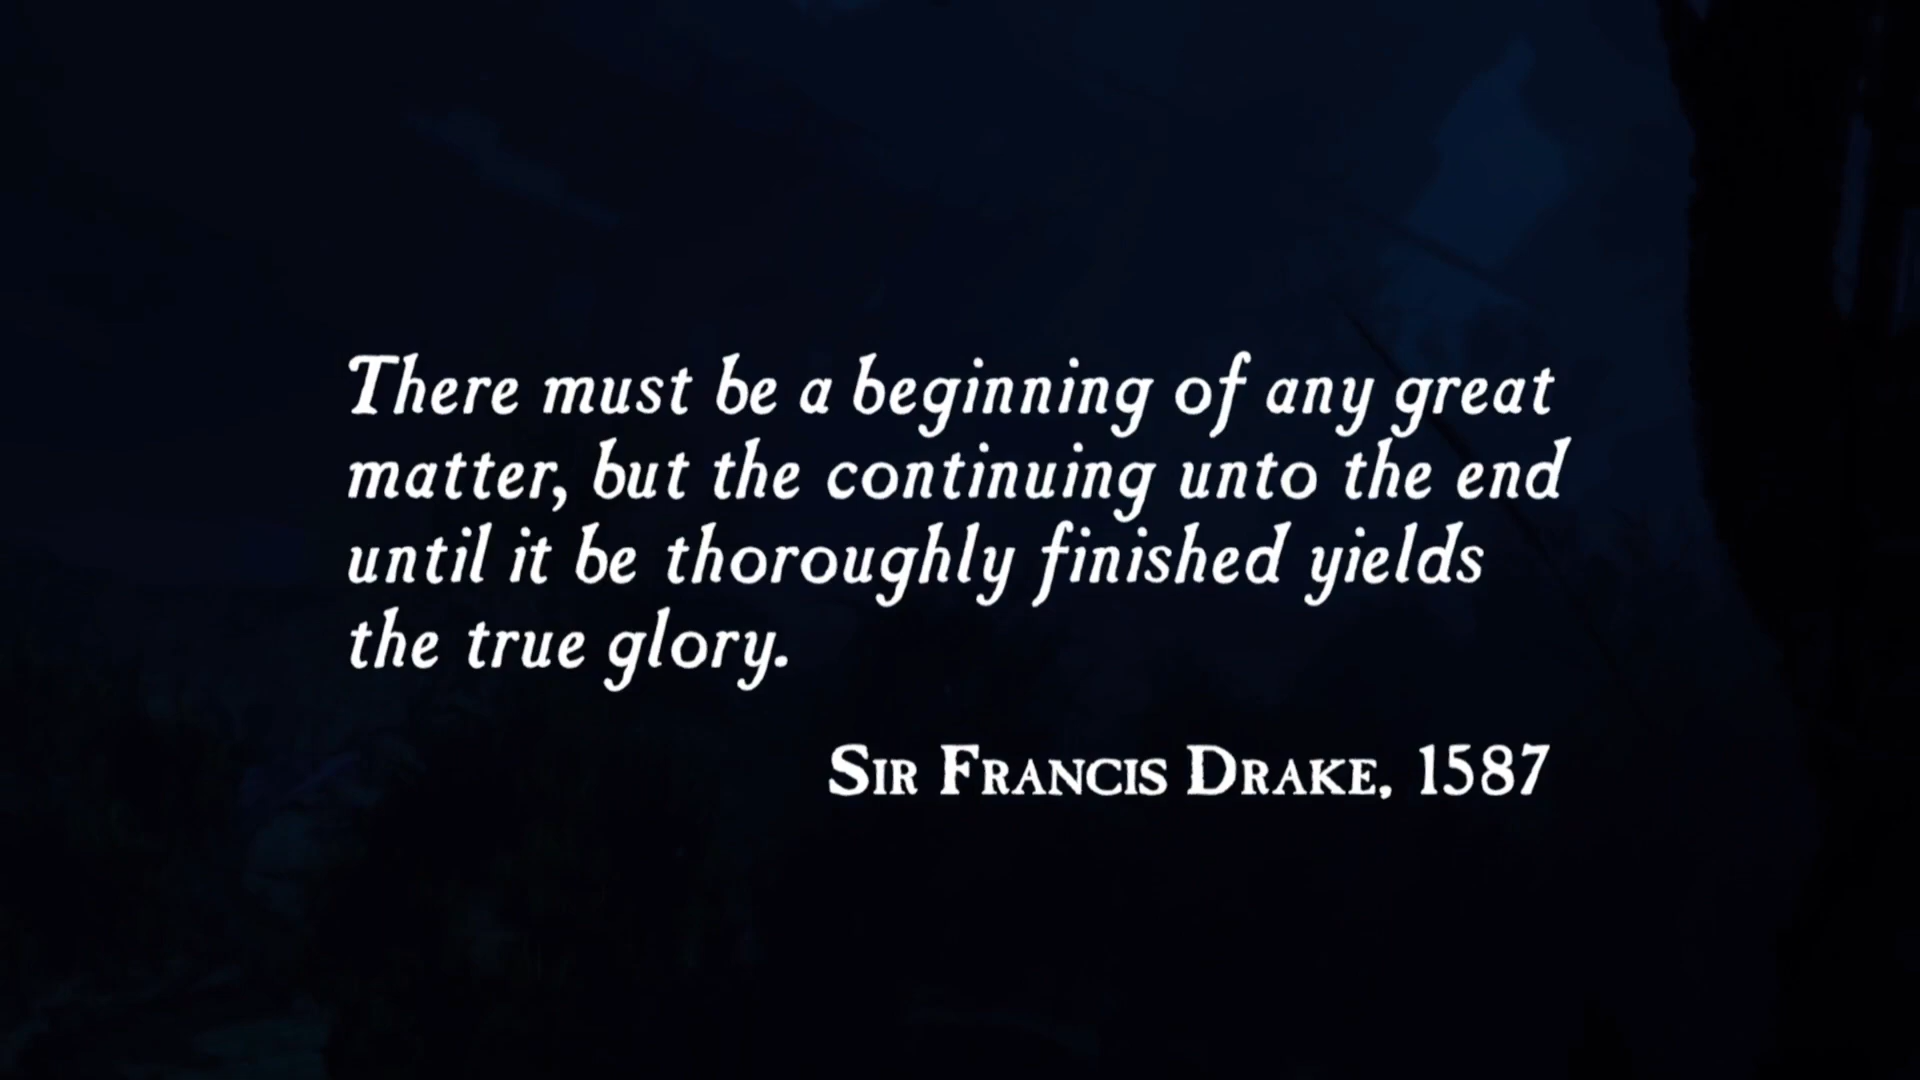 There must be a beginning of any great
matter, but the continuing unto the end
until it be thoroughly finished yields
the true glory.
Sir Francis Drake, 1587